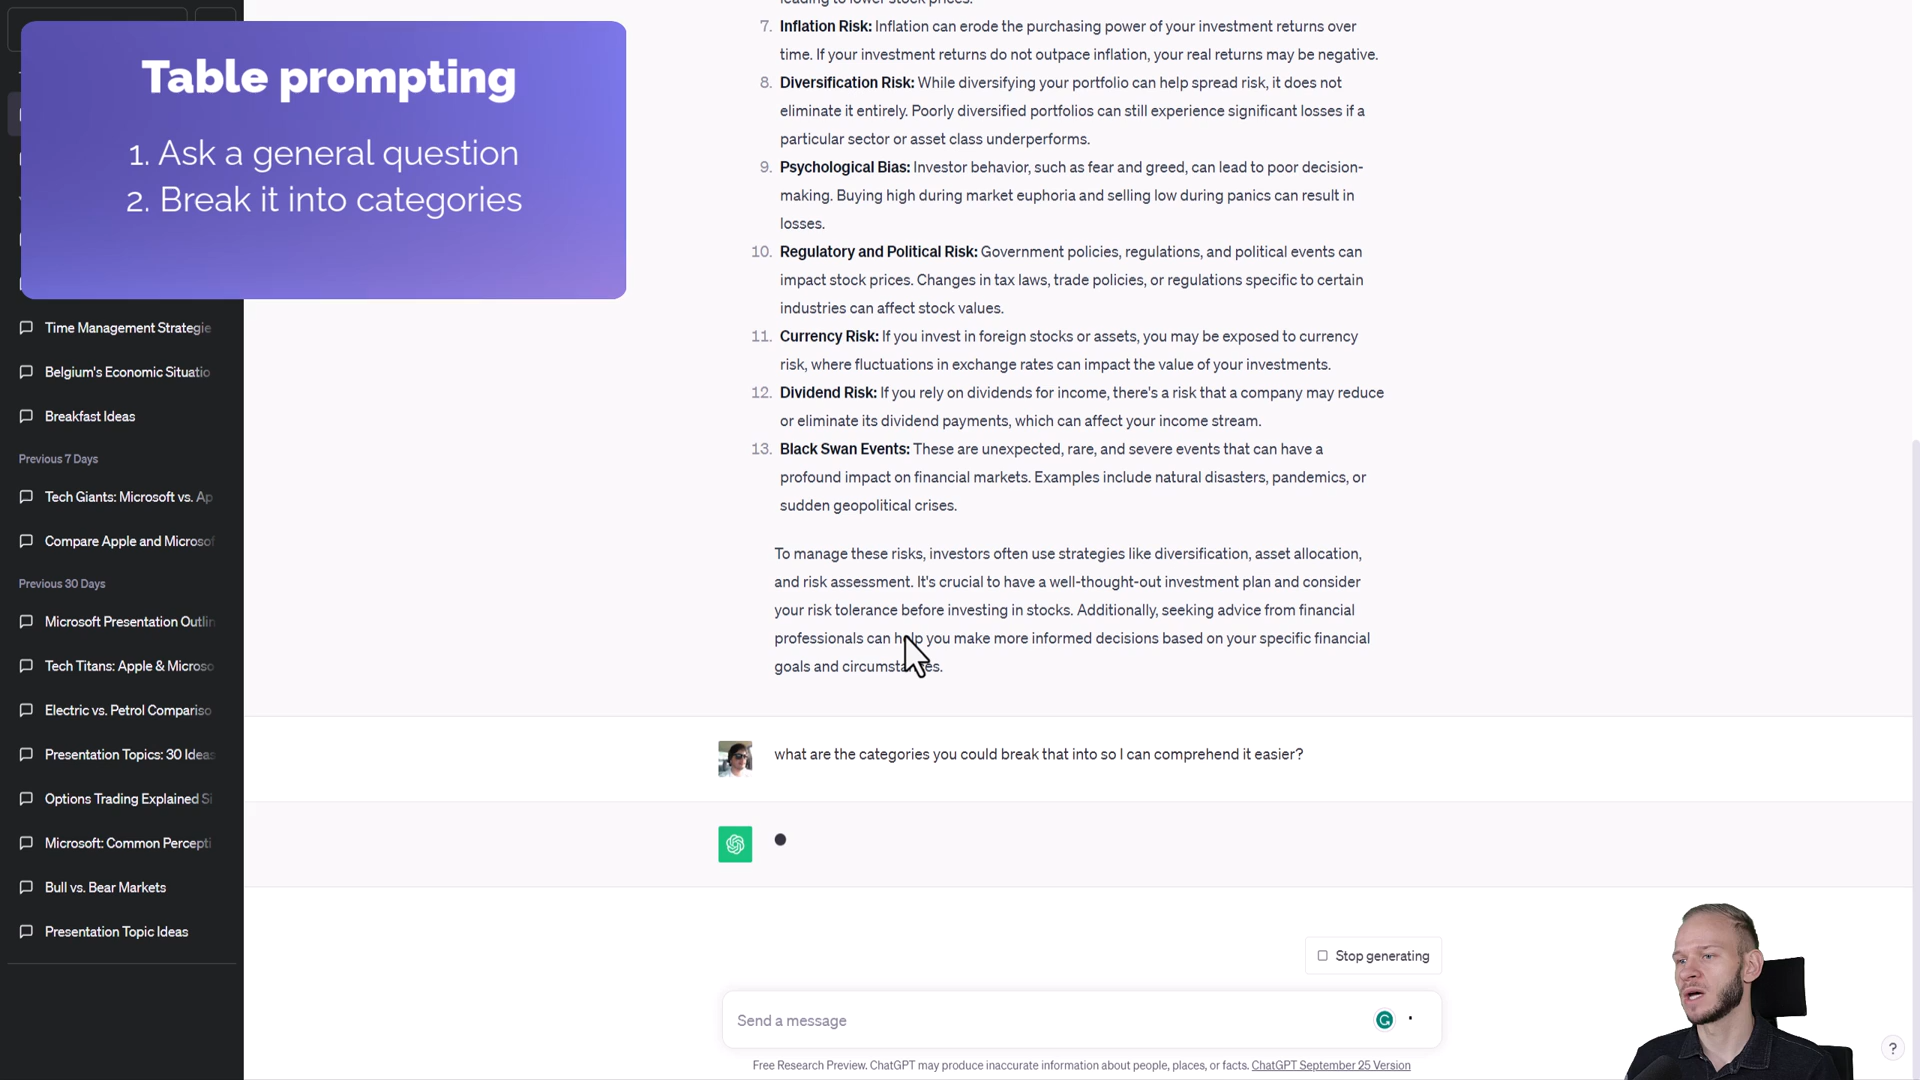 Table prompting
1. Ask a general question
2. Break it into categories
Time Management Strategie
Belgium's Economic Situatio
Breakfast Ideas
Previous 7 Days
Tech Giants: Microsoft vs. Ap
Compare Apple and Microsof
Previous 30 Days
Microsoft Presentation Outlin
Tech Titans: Apple & Microso
Electric vs. Petrol Compariso
Presentation Topics: 30 Ideas
Options Trading Explained Si
Microsoft: Common Percepti
Bull vs. Bear Markets
Presentation Topic Ideas
7. Inflation Risk: Inflation can erode the purchasing power of your investment returns over
time. If your investment returns do not outpace inflation, your real returns may be negative.
8. Diversification Risk: While diversifying your portfolio can help spread risk, it does not
eliminate it entirely. Poorly diversified portfolios can still experience significant losses if a
particular sector or asset class underperforms.
9. Psychological Bias: Investor behavior, such as fear and greed, can lead to poor decision-
making. Buying high during market euphoria and selling low during panics can result in
losses.
10. Regulatory and Political Risk: Government policies, regulations, and political events can
impact stock prices. Changes in tax laws, trade policies, or regulations specific to certain
industries can affect stock values.
11. Currency Risk: If you invest in foreign stocks or assets, you may be exposed to currency
risk, where fluctuations in exchange rates can impact the value of your investments.
12. Dividend Risk: If you rely on dividends for income, there's a risk that a company may reduce
or eliminate its dividend payments, which can affect your income stream.
13. Black Swan Events: These are unexpected, rare, and severe events that can have a
profound impact on financial markets. Examples include natural disasters, pandemics, or
sudden geopolitical crises.
To manage these risks, investors often use strategies like diversification, asset allocation,
and risk assessment. It's crucial to have a well-thought-out investment plan and consider
your risk tolerance before investing in stocks. Additionally, seeking advice from financial
professionals can help you make more informed decisions based on your specific financial
goals and circumstances.
what are the categories you could break that into so I can comprehend it easier?
Stop generating
Send a message
Free Research Preview. ChatGPT may produce inaccurate information about people, places, or facts. ChatGPT September 25 Version
?